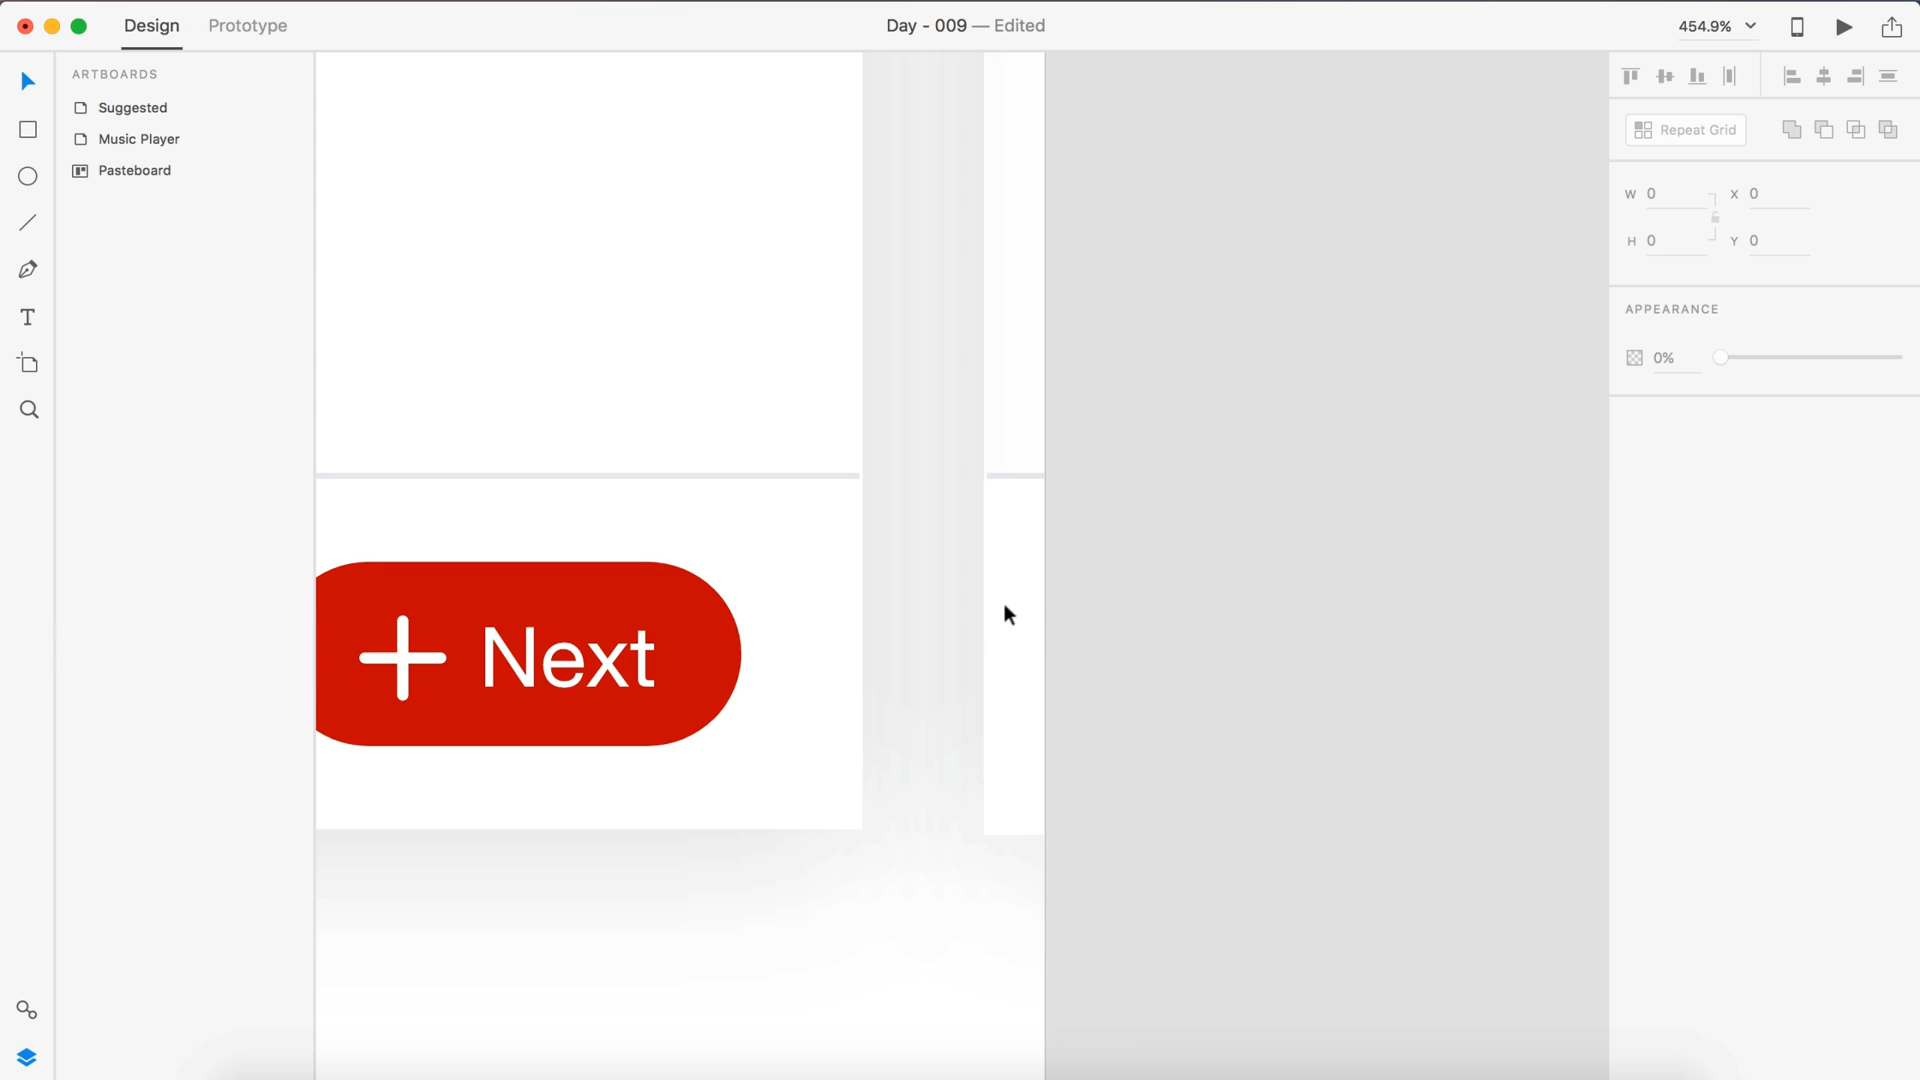 Design Prototype Day - 009 — Edited 454.9%
ARTBOARDS
Suggested
Music Player
Pasteboard
Repeat Grid
W 0 X 0
H 0 Y 0
APPEARANCE
0%
T
Next